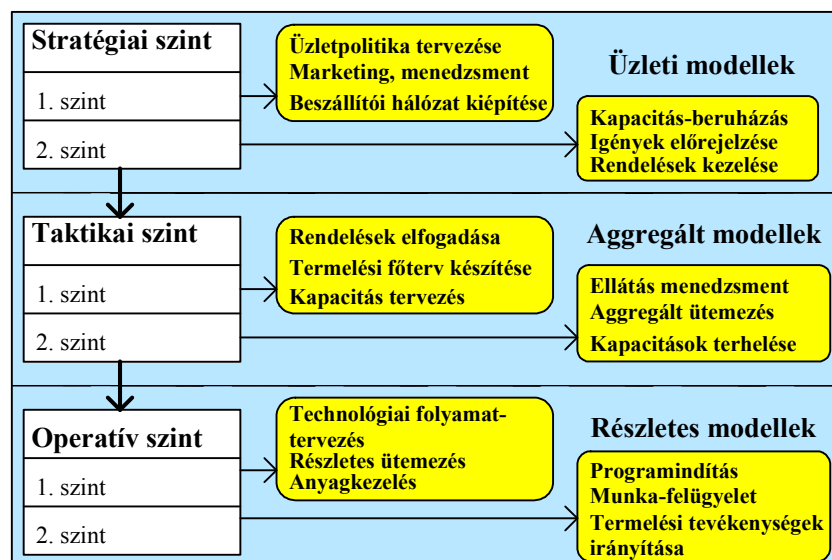 Stratégiai szint
1. szint
2. szint
Üzletpolitika tervezése
Marketing, menedzsment
Beszállítói hálózat kiépítése
Üzleti modellek
Kapacitás-beruházás
Igények előrejelzése
Rendelések kezelése
Taktikai szint
1. szint
2. szint
Rendelések elfogadása
Termelési főterv készítése
Kapacitás tervezés
Aggregált modellek
Ellátás menedzsment
Aggregált ütemezés
Kapacitások terhelése
Operatív szint
1. szint
2. szint
Technológiai folyamat-
tervezés
Részletes ütemezés
Anyagkezelés
Részletes modellek
Programindítás
Munka-felügyelet
Termelési tevékenységek
irányítása